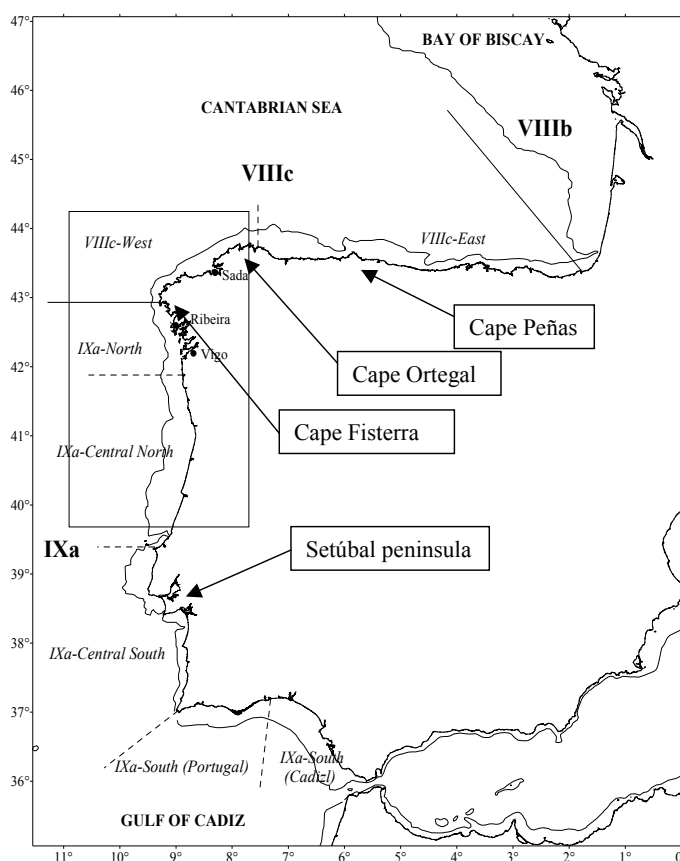 47°
BAY OF BISCAY
46°
CANTABRIAN SEA
VIIIb
45°
VIIIc
44°
VIIIc-West
VIIIc-East
Sada
43°
Cape Peñas
Ribeira
IXa-North
Vigo
Cape Ortegal
42°
Cape Fisterra
41°
IXa-Central North
40°
IXa
Setúbal peninsula
39°
38°
IXa-Central South
37°
IXa-South (Portugal)
IXa-South
(Cadizl)
36°
GULF OF CADIZ
11° 10° 9° 8° 7° 6° 5° 4° 3° 2° 1° 0